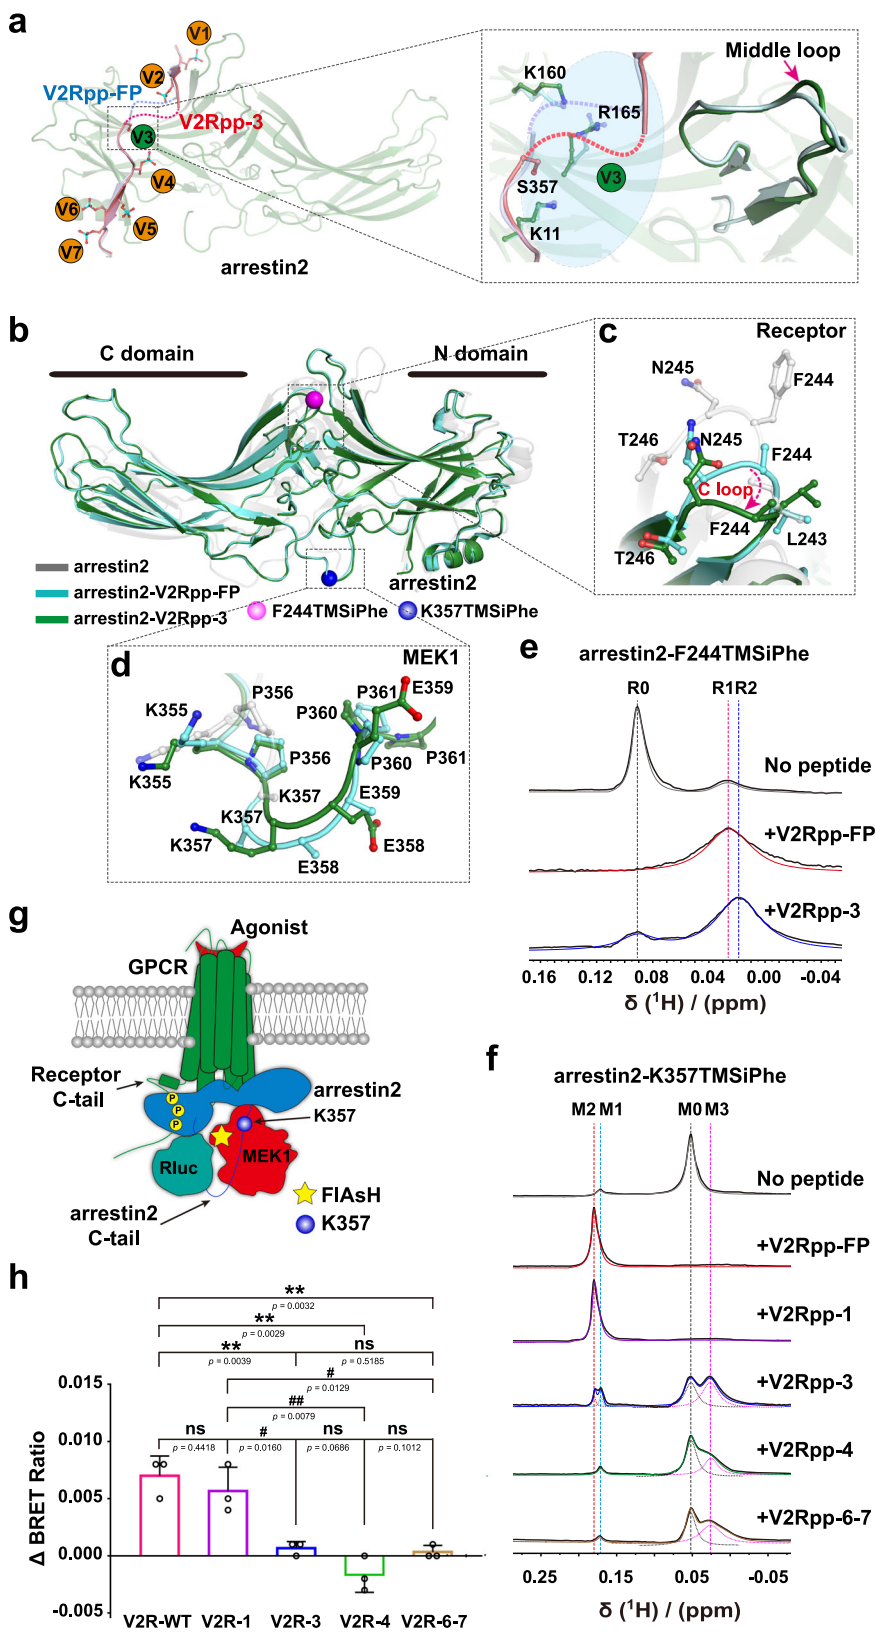 a
V1
V2
V2Rpp-FP
V2Rpp-3
V3
V4
V6
V5
V7
arrestin2
Middle loop
K160
R165
V3
S357
K11
b
C domain
N domain
arrestin2
arrestin2
arrestin2-V2Rpp-FP
arrestin2-V2Rpp-3
F244TMSiPhe
K357TMSiPhe
c
Receptor
N245
F244
T246
N245
F244
C loop
F244
L243
T246
d
MEK1
P356
P361
E359
K355
P360
P356
P361
K355
P360
K357
E359
K357
K357
E358
E358
e
arrestin2-F244TMSiPhe
R0
R1
R2
No peptide
+V2Rpp-FP
+V2Rpp-3
0.16
0.12
0.08
0.04
0.00
-0.04
δ (¹H) / (ppm)
g
Agonist
GPCR
Receptor
C-tail
P
P
P
arrestin2
K357
Rluc
MEK1
FlAsH
K357
arrestin2
C-tail
f
arrestin2-K357TMSiPhe
M2
M1
M0
M3
No peptide
+V2Rpp-FP
+V2Rpp-1
+V2Rpp-3
+V2Rpp-4
+V2Rpp-6-7
0.25
0.15
0.05
-0.05
δ (¹H) / (ppm)
h
**
p = 0.0032
**
p = 0.0029
**
p = 0.0039
ns
p = 0.5185
#
p = 0.0129
##
p = 0.0079
ns
p = 0.4418
#
p = 0.0160
ns
p = 0.0686
ns
p = 0.1012
0.015
0.010
0.005
0.000
-0.005
Δ BRET Ratio
V2R-WT
V2R-1
V2R-3
V2R-4
V2R-6-7